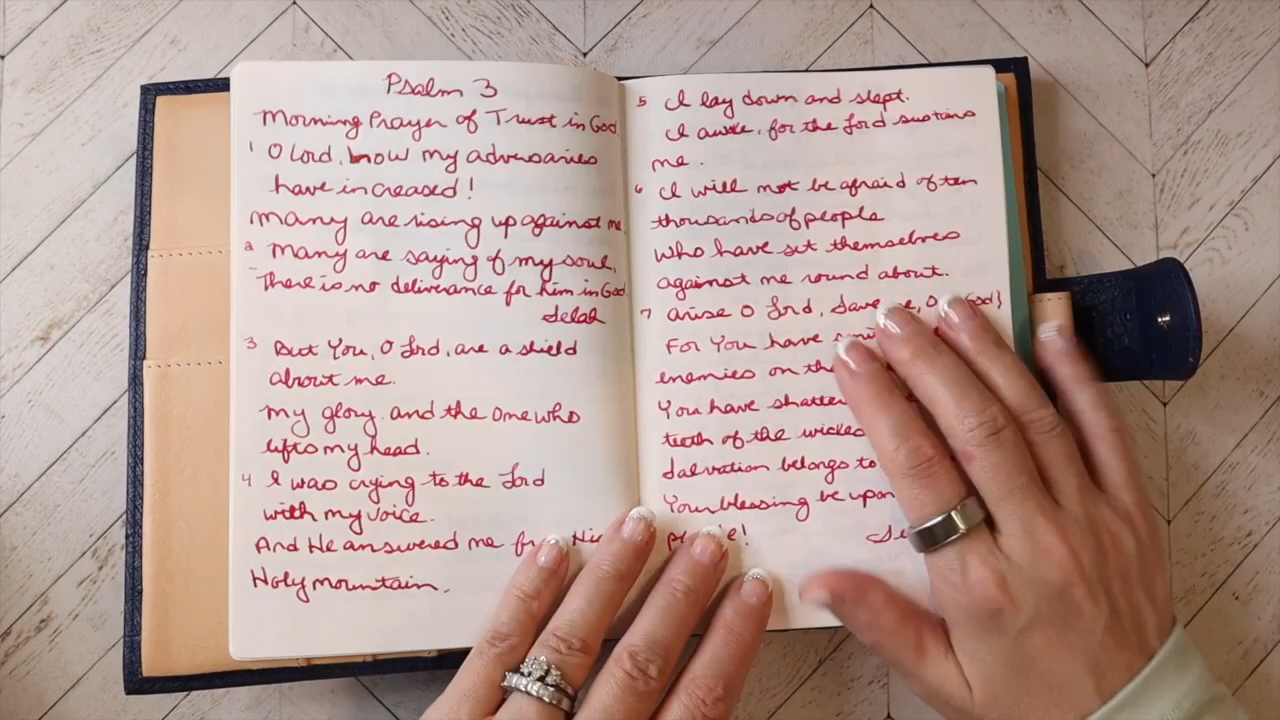 Psalm 3
Morning Prayer of Trust in God.
1 O Lord, how my adversaries
have increased!
Many are rising up against me.
2 Many are saying of my soul,
"There is no deliverance for him in God."
Selah
3 But You, O Lord, are a shield
about me.
My glory, and the One who
lifts my head.
4 I was crying to the Lord
with my voice.
And He answered me
Holy mountain.
5 I lay down and slept.
I awoke, for the Lord sustains
me.
6 I will not be afraid of ten
thousands of people
Who have set themselves
against me round about.
7 Arise O Lord, save O God!
For You have
enemies on
You have
teeth of the wicked
Salvation belongs to
Your blessing be upon